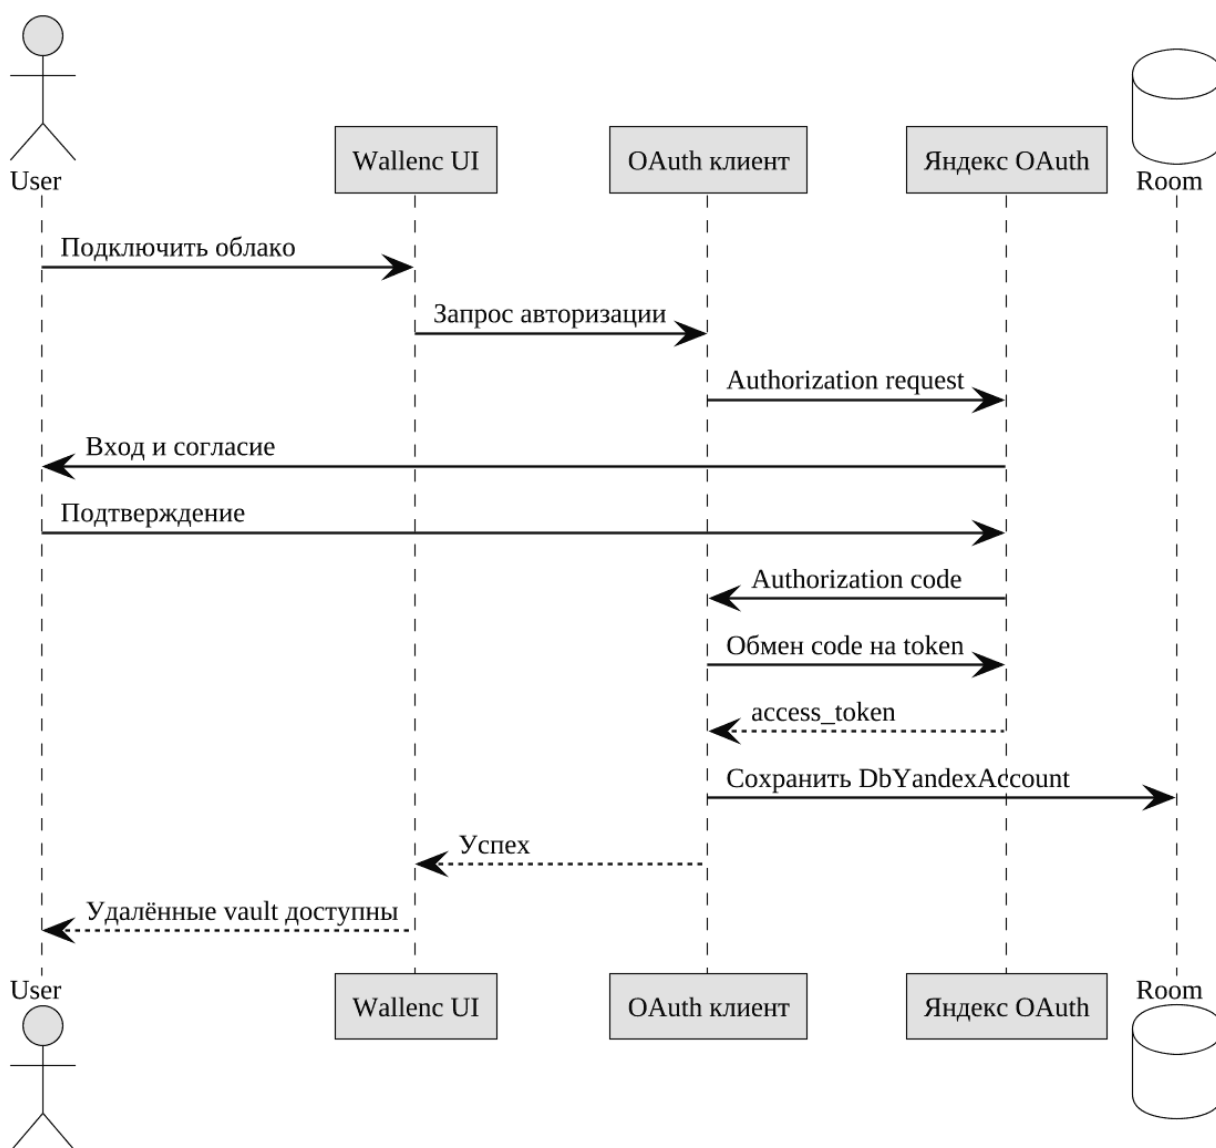 User
Wallenc UI
OAuth клиент
Яндекс OAuth
Room
Подключить облако
Запрос авторизации
Authorization request
Вход и согласие
Подтверждение
Authorization code
Обмен code на token
access_token
Сохранить DbYandexAccount
Успех
Удалённые vault доступны
User
Wallenc UI
OAuth клиент
Яндекс OAuth
Room